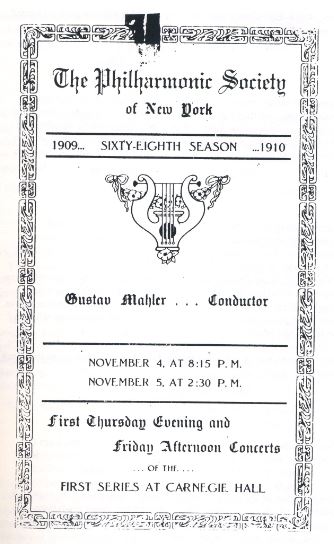 The Philharmonic Society
of New York
1909... SIXTY-EIGHTH SEASON ...1910
Gustav Mahler . . . Conductor
NOVEMBER 4, AT 8:15 P. M.
NOVEMBER 5, AT 2:30 P. M.
First Thursday Evening and
Friday Afternoon Concerts
... OF THE ...
FIRST SERIES AT CARNEGIE HALL